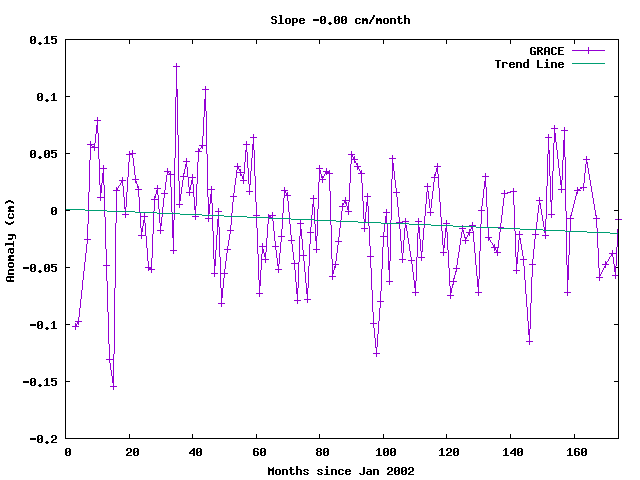 Slope -0.00 cm/month
GRACE
Trend Line
0.15
0.1
0.05
0
-0.05
-0.1
-0.15
-0.2
Anomaly (cm)
0 20 40 60 80 100 120 140 160
Months since Jan 2002